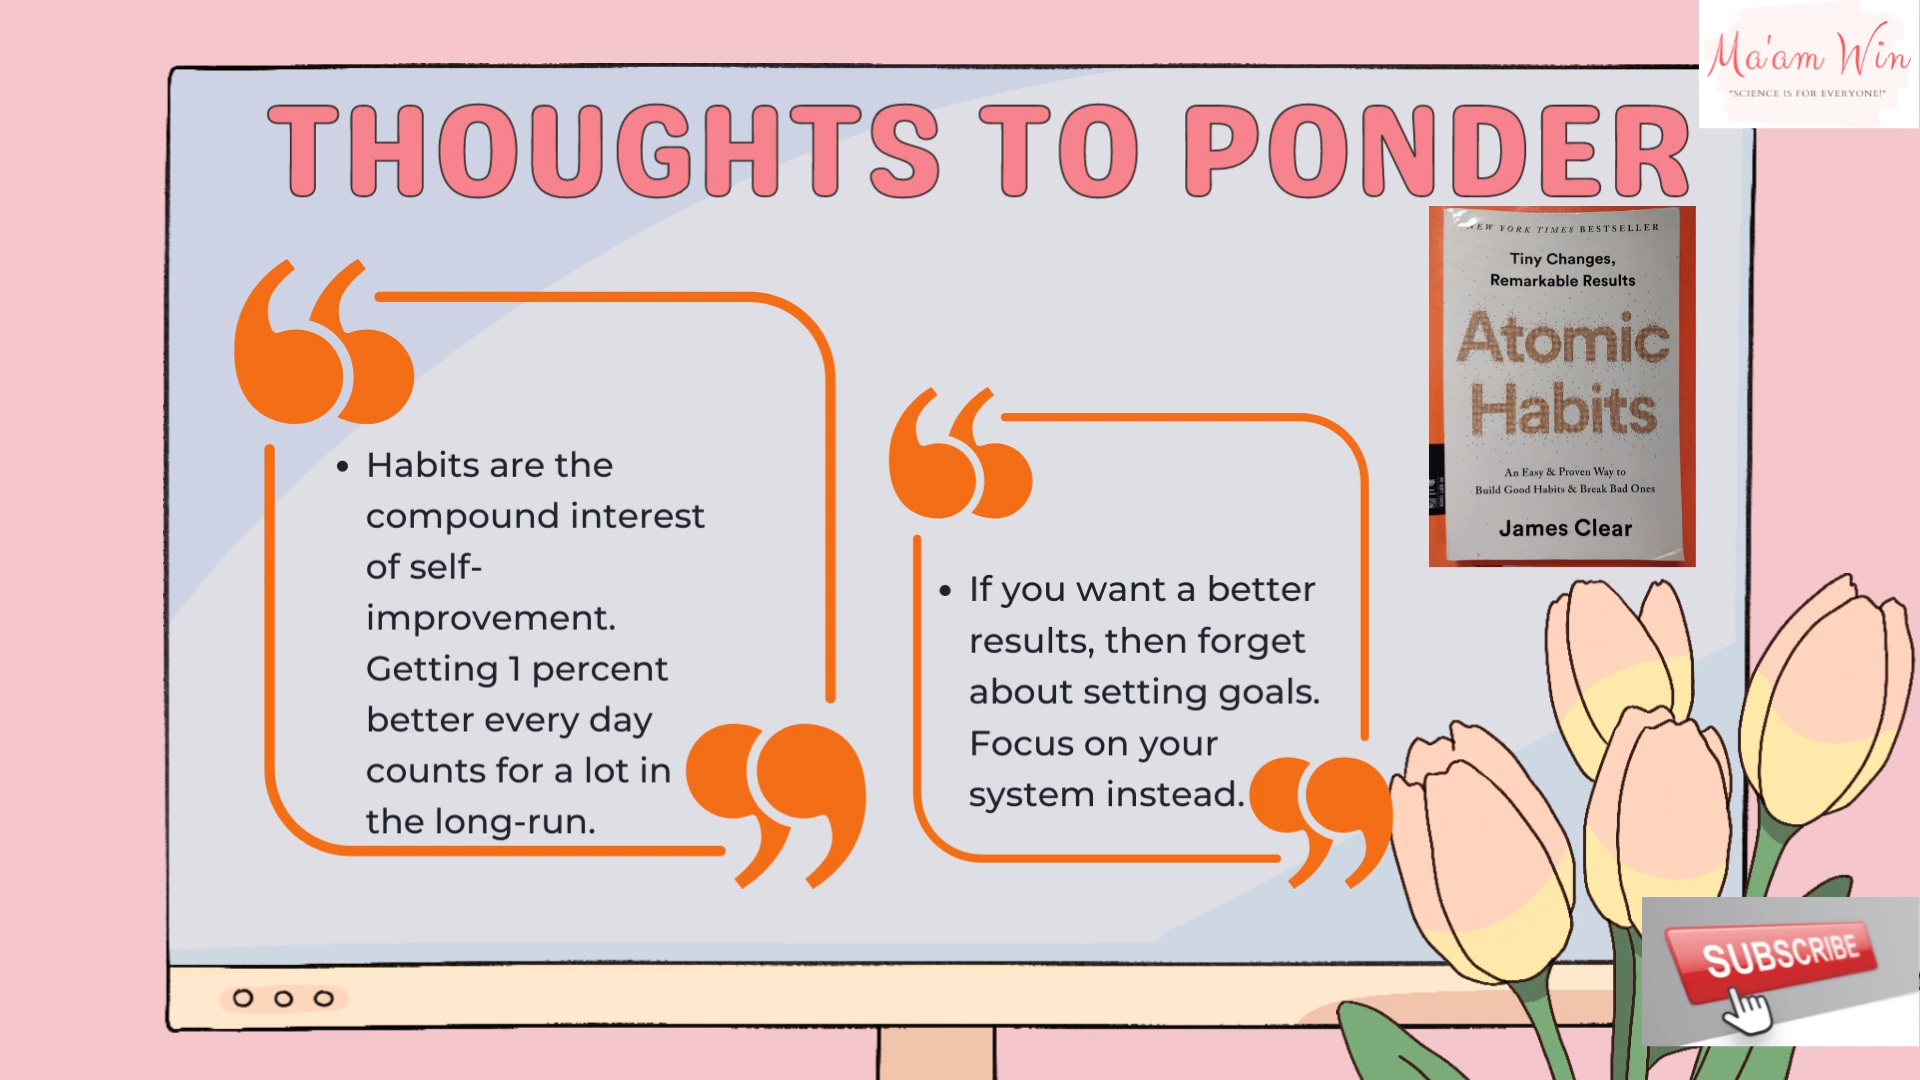 Ma'am Win
"SCIENCE IS FOR EVERYONE!"
THOUGHTS TO PONDER
NEW YORK TIMES BESTSELLER
Tiny Changes,
Remarkable Results
Atomic
Habits
An Easy & Proven Way to
Build Good Habits & Break Bad Ones
James Clear
• Habits are the
compound interest
of self-
improvement.
Getting 1 percent
better every day
counts for a lot in
the long-run.
• If you want a better
results, then forget
about setting goals.
Focus on your
system instead.
SUBSCRIBE